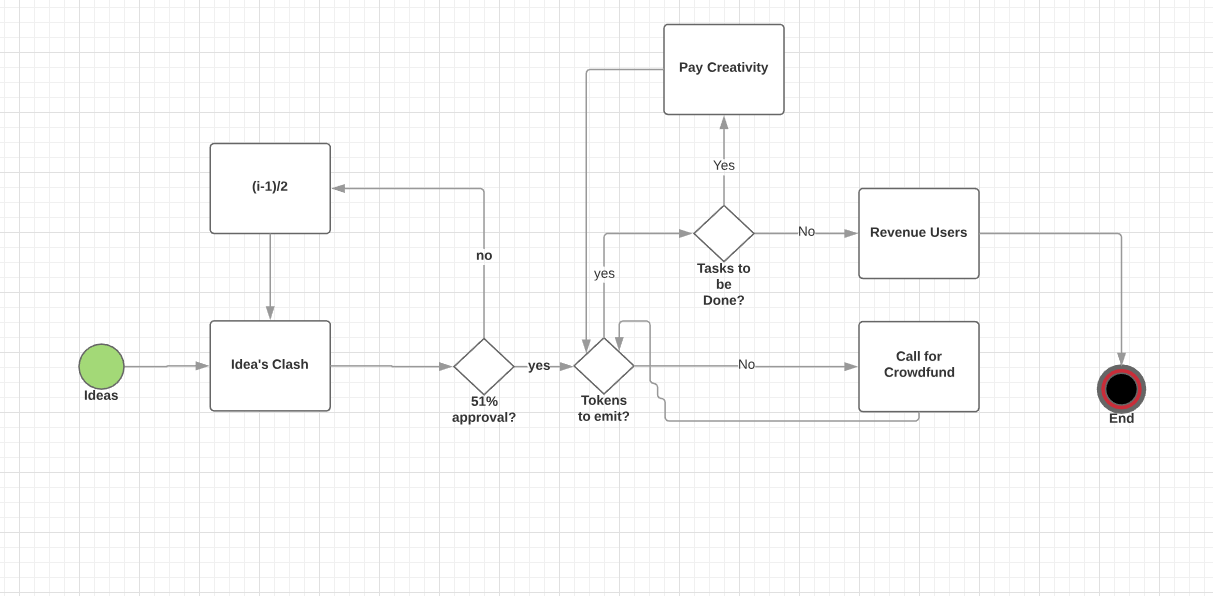 Pay Creativity
Yes
(i-1)/2
no
yes
Tasks to
be
Done?
No
Revenue Users
Ideas
Idea's Clash
51%
approval?
yes
Tokens
to emit?
No
Call for
Crowdfund
End